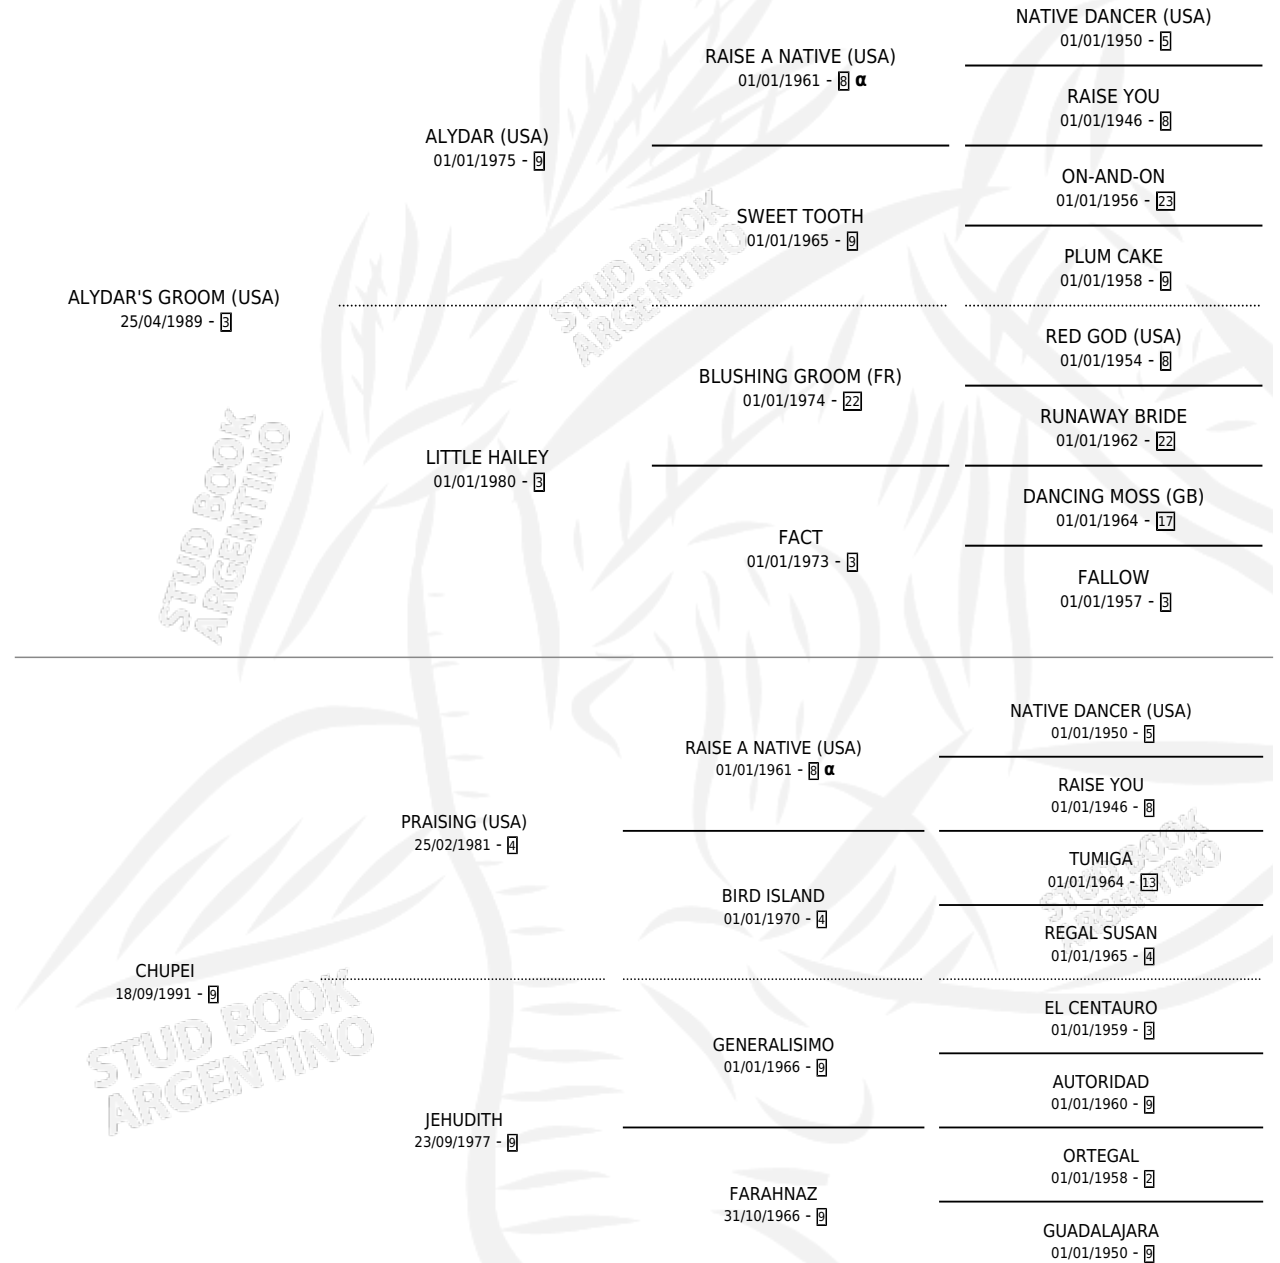 NATIVE DANCER (USA)
01/01/1950 - 5
RAISE A NATIVE (USA)
01/01/1961 - 8 α
RAISE YOU
01/01/1946 - 8
ALYDAR (USA)
01/01/1975 - 9
ON-AND-ON
01/01/1956 - 23
SWEET TOOTH
01/01/1965 - 9
PLUM CAKE
01/01/1958 - 9
ALYDAR'S GROOM (USA)
25/04/1989 - 3
RED GOD (USA)
01/01/1954 - 8
BLUSHING GROOM (FR)
01/01/1974 - 22
RUNAWAY BRIDE
01/01/1962 - 22
LITTLE HAILEY
01/01/1980 - 3
DANCING MOSS (GB)
01/01/1964 - 17
FACT
01/01/1973 - 3
FALLOW
01/01/1957 - 3
STUD BOOK
ARGENTINO
STUD BOOK
ARGENTINO
NATIVE DANCER (USA)
01/01/1950 - 5
RAISE A NATIVE (USA)
01/01/1961 - 8 α
RAISE YOU
01/01/1946 - 8
PRAISING (USA)
25/02/1981 - 4
TUMIGA
01/01/1964 - 13
BIRD ISLAND
01/01/1970 - 4
REGAL SUSAN
01/01/1965 - 4
CHUPEI
18/09/1991 - 9
EL CENTAURO
01/01/1959 - 3
GENERALISIMO
01/01/1966 - 9
AUTORIDAD
01/01/1960 - 9
JEHUDITH
23/09/1977 - 9
ORTEGAL
01/01/1958 - 2
FARAHNAZ
31/10/1966 - 9
GUADALAJARA
01/01/1950 - 9
STUD BOOK
ARGENTINO
STUD BOOK
ARGENTINO